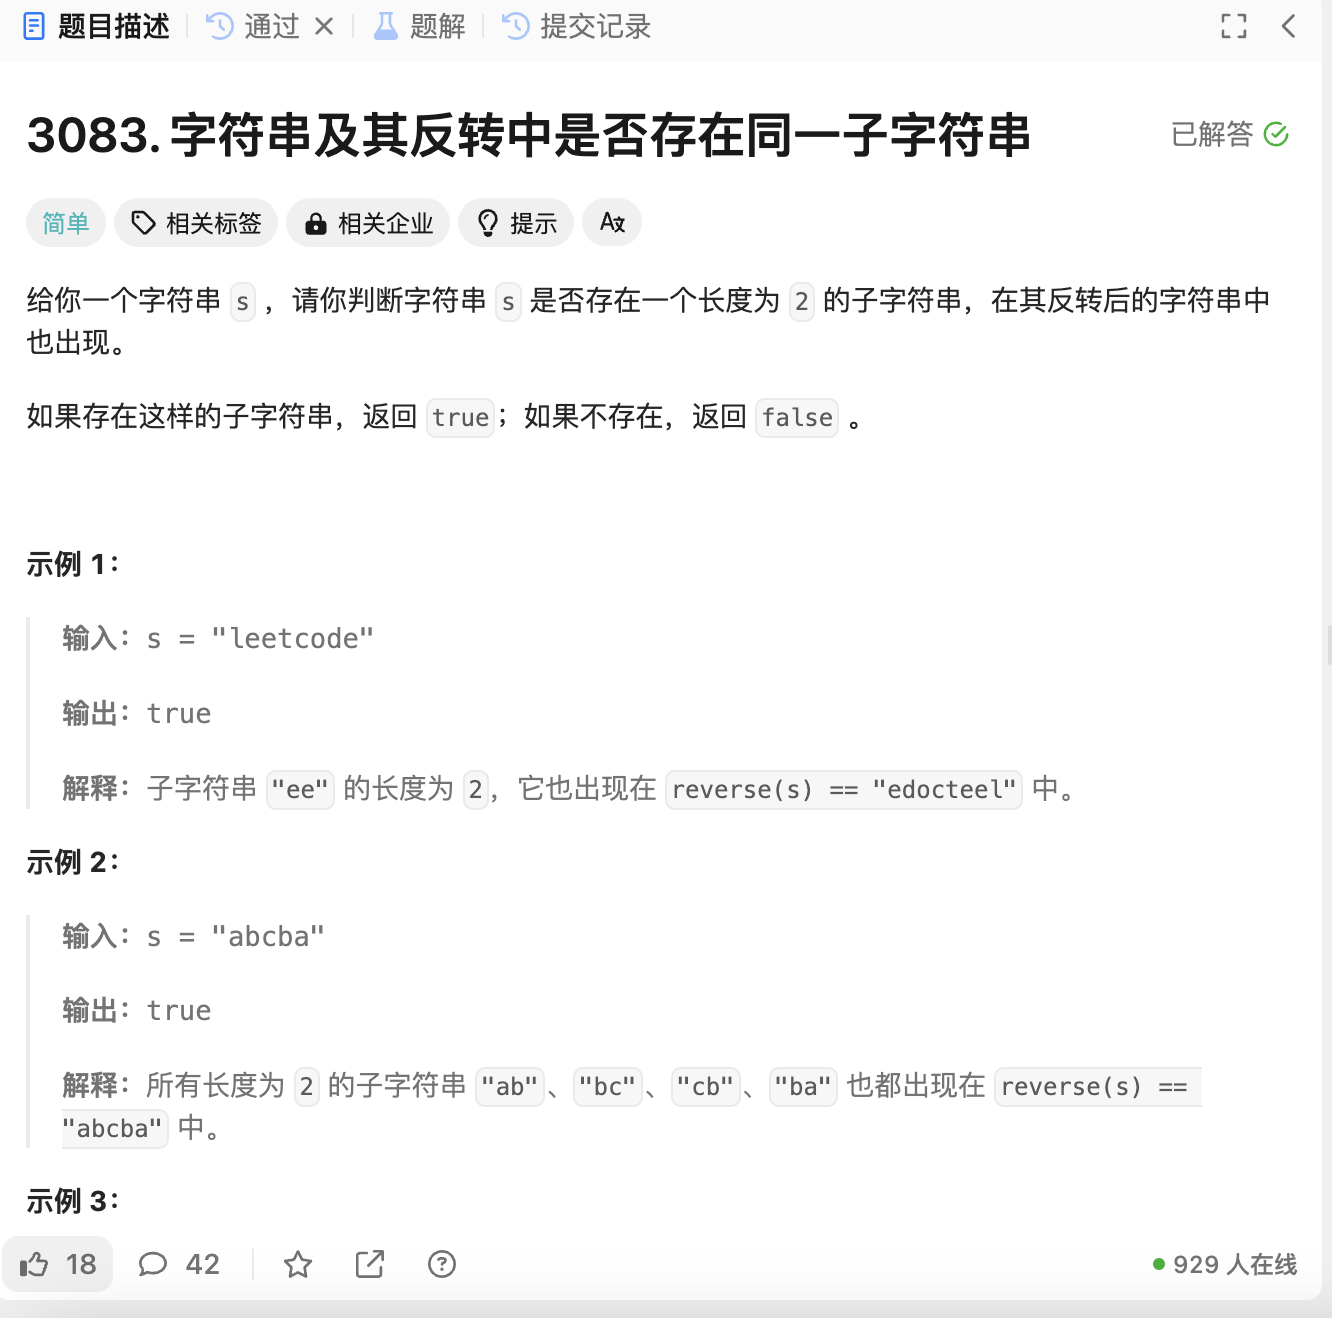 题目描述 通过 题解 提交记录
3083. 字符串及其反转中是否存在同一子字符串
已解答
简单 相关标签 相关企业 提示
给你一个字符串 s ，请你判断字符串 s 是否存在一个长度为 2 的子字符串，在其反转后的字符串中
也出现。
如果存在这样的子字符串，返回 true；如果不存在，返回 false 。
示例 1：
输入：s = "leetcode"
输出：true
解释：子字符串 "ee" 的长度为 2，它也出现在 reverse(s) == "edocteel" 中。
示例 2：
输入：s = "abcba"
输出：true
解释：所有长度为 2 的子字符串 "ab"、"bc"、"cb"、"ba" 也都出现在 reverse(s) ==
"abcba" 中。
示例 3：
18 42 929 人在线